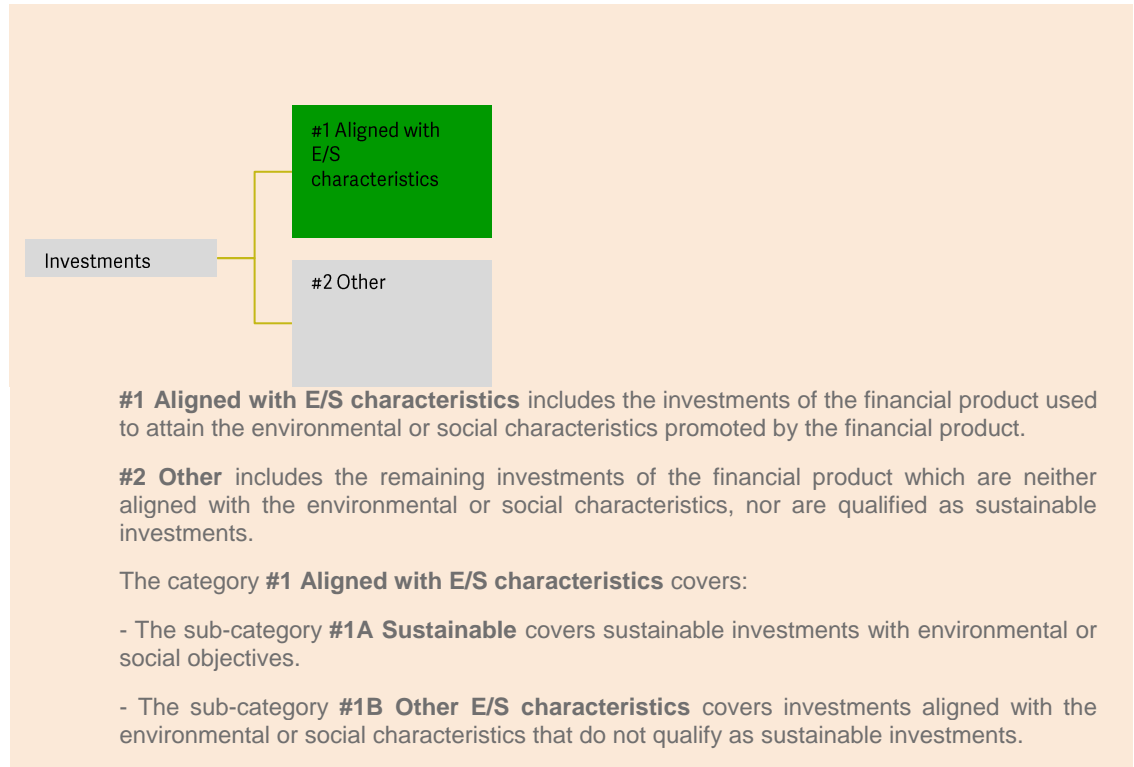 #1 Aligned with
E/S
characteristics
Investments
#2 Other
#1 Aligned with E/S characteristics includes the investments of the financial product used
to attain the environmental or social characteristics promoted by the financial product.
#2 Other includes the remaining investments of the financial product which are neither
aligned with the environmental or social characteristics, nor are qualified as sustainable
investments.
The category #1 Aligned with E/S characteristics covers:
- The sub-category #1A Sustainable covers sustainable investments with environmental or
social objectives.
- The sub-category #1B Other E/S characteristics covers investments aligned with the
environmental or social characteristics that do not qualify as sustainable investments.